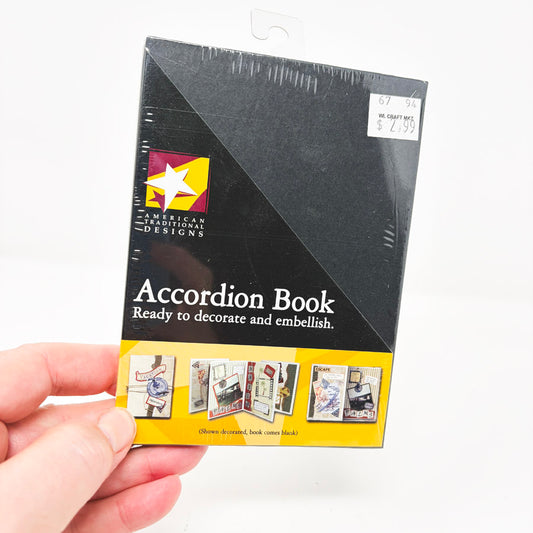 67 94
WL CRAFT MKT
$ 2.99
AMERICAN
TRADITIONAL
DESIGNS
Accordion Book
Ready to decorate and embellish.
ESCAPE
(Shown decorated, book comes blank)